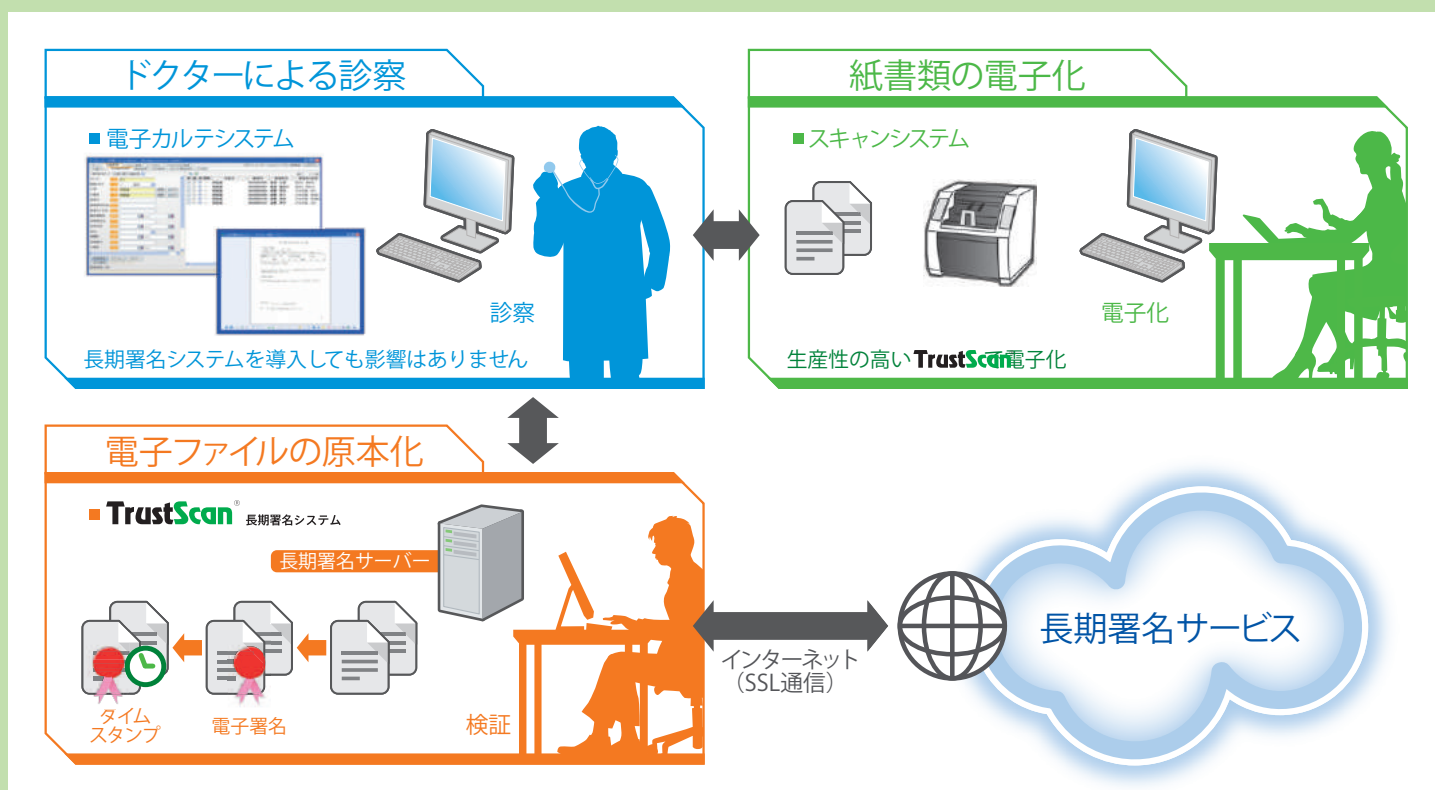 ドクターによる診察
■ 電子カルテシステム
診察
長期署名システムを導入しても影響はありません
紙書類の電子化
■ スキャンシステム
電子化
生産性の高い TrustScanで電子化
電子ファイルの原本化
■ TrustScan® 長期署名システム
長期署名サーバー
タイム
スタンプ
電子署名
検証
インターネット
（SSL通信）
長期署名サービス